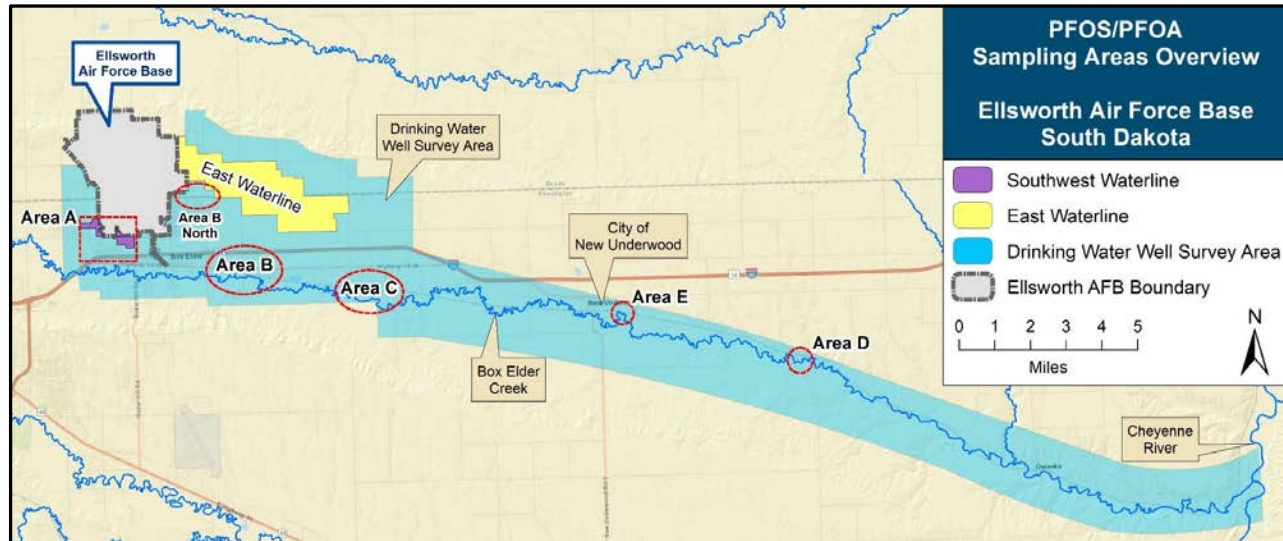 PFOS/PFOA
Sampling Areas Overview
Ellsworth Air Force Base
South Dakota
Southwest Waterline
East Waterline
Drinking Water Well Survey Area
Ellsworth AFB Boundary
0 1 2 3 4 5
Miles
N
Ellsworth
Air Force Base
Drinking Water
Well Survey Area
East Waterline
Area A
Area B
North
Area B
Area C
City of
New Underwood
Area E
Area D
Box Elder
Creek
Cheyenne
River
Box Elder